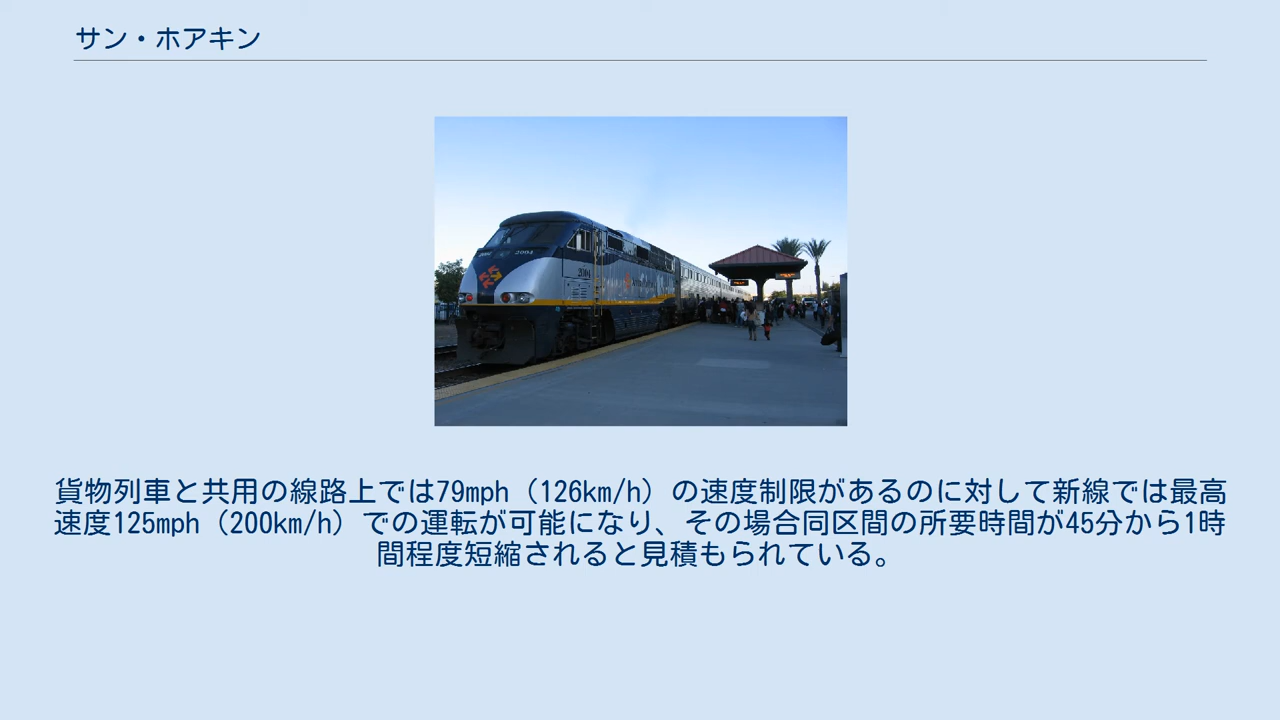 サン・ホアキン
2004
2004
貨物列車と共用の線路上では79mph（126km/h）の速度制限があるのに対して新線では最高
速度125mph（200km/h）での運転が可能になり、その場合同区間の所要時間が45分から1時
間程度短縮されると見積もられている。